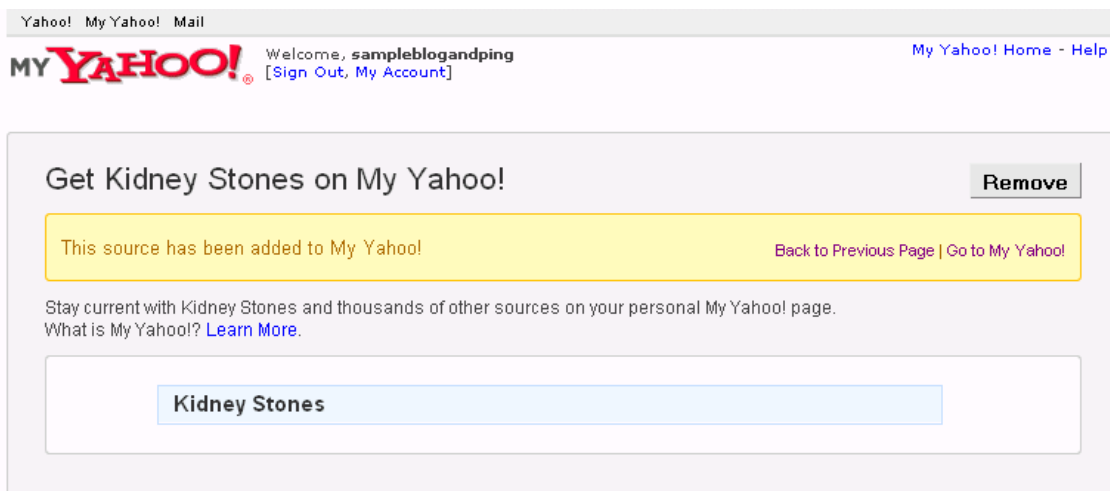 Yahoo! My Yahoo! Mail
MY YAHOO!® Welcome, sampleblogandping My Yahoo! Home - Help
[Sign Out, My Account]
Get Kidney Stones on My Yahoo! Remove
This source has been added to My Yahoo! Back to Previous Page | Go to My Yahoo!
Stay current with Kidney Stones and thousands of other sources on your personal My Yahoo! page.
What is My Yahoo!? Learn More.
Kidney Stones